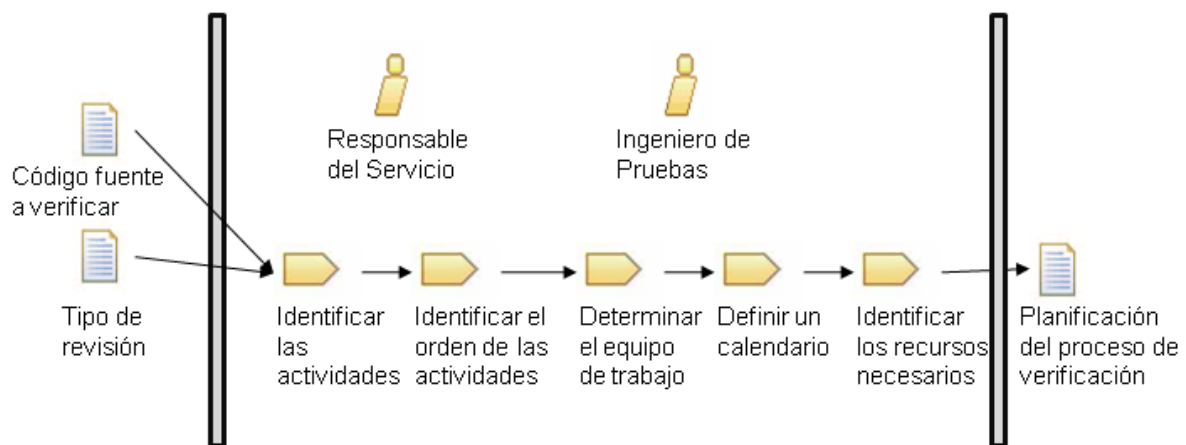 Responsable
del Servicio
Ingeniero de
Pruebas
Código fuente
a verificar
Tipo de
revisión
Identificar
las
actividades
Identificar el
orden de las
actividades
Determinar
el equipo
de trabajo
Definir un
calendario
Identificar
los recursos
necesarios
Planificación
del proceso de
verificación